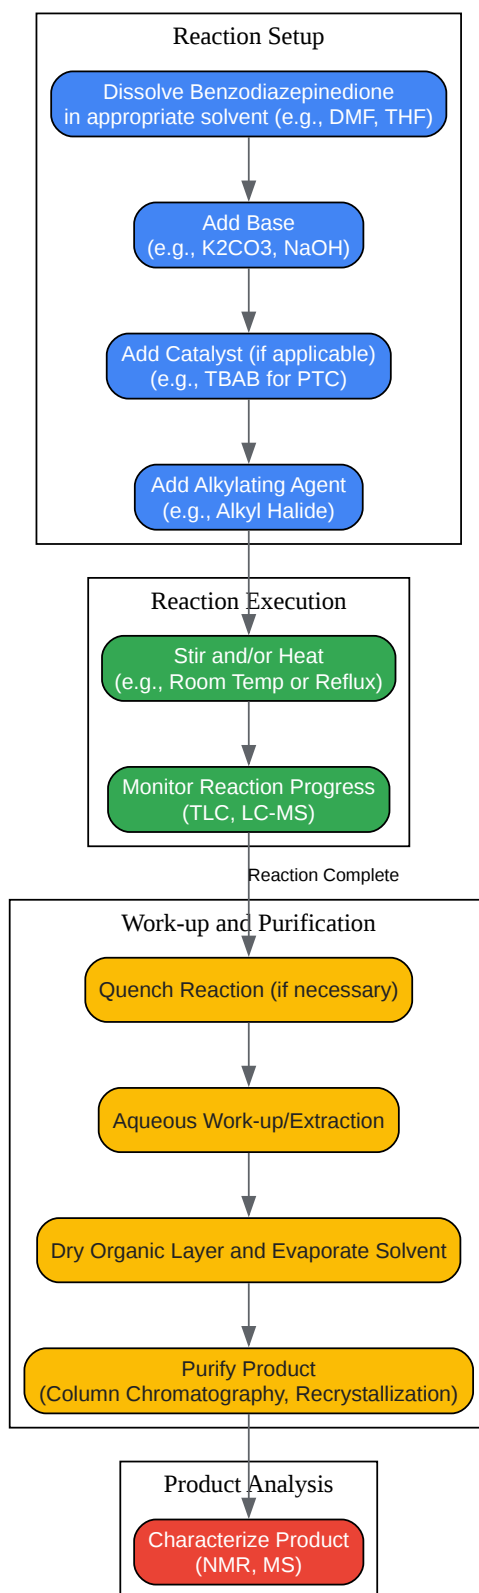 Reaction Setup
Dissolve Benzodiazepinedione
in appropriate solvent (e.g., DMF, THF)
Add Base
(e.g., K2CO3, NaOH)
Add Catalyst (if applicable)
(e.g., TBAB for PTC)
Add Alkylating Agent
(e.g., Alkyl Halide)
Reaction Execution
Stir and/or Heat
(e.g., Room Temp or Reflux)
Monitor Reaction Progress
(TLC, LC-MS)
Reaction Complete
Work-up and Purification
Quench Reaction (if necessary)
Aqueous Work-up/Extraction
Dry Organic Layer and Evaporate Solvent
Purify Product
(Column Chromatography, Recrystallization)
Product Analysis
Characterize Product
(NMR, MS)